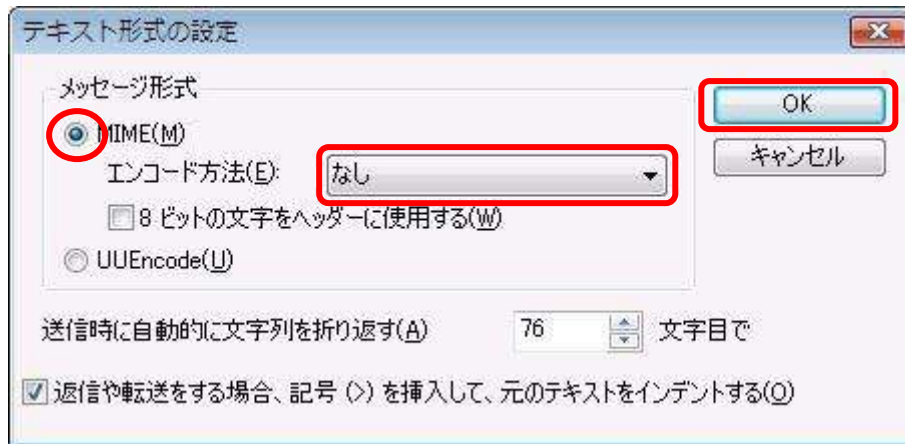 テキスト形式の設定
メッセージ形式
MIME(M)
エンコード方法(E): なし
8 ビットの文字をヘッダーに使用する(W)
UUEncode(U)
OK
キャンセル
送信時に自動的に文字列を折り返す(A) 76 文字目で
返信や転送をする場合、記号 (>) を挿入して、元のテキストをインデントする(O)